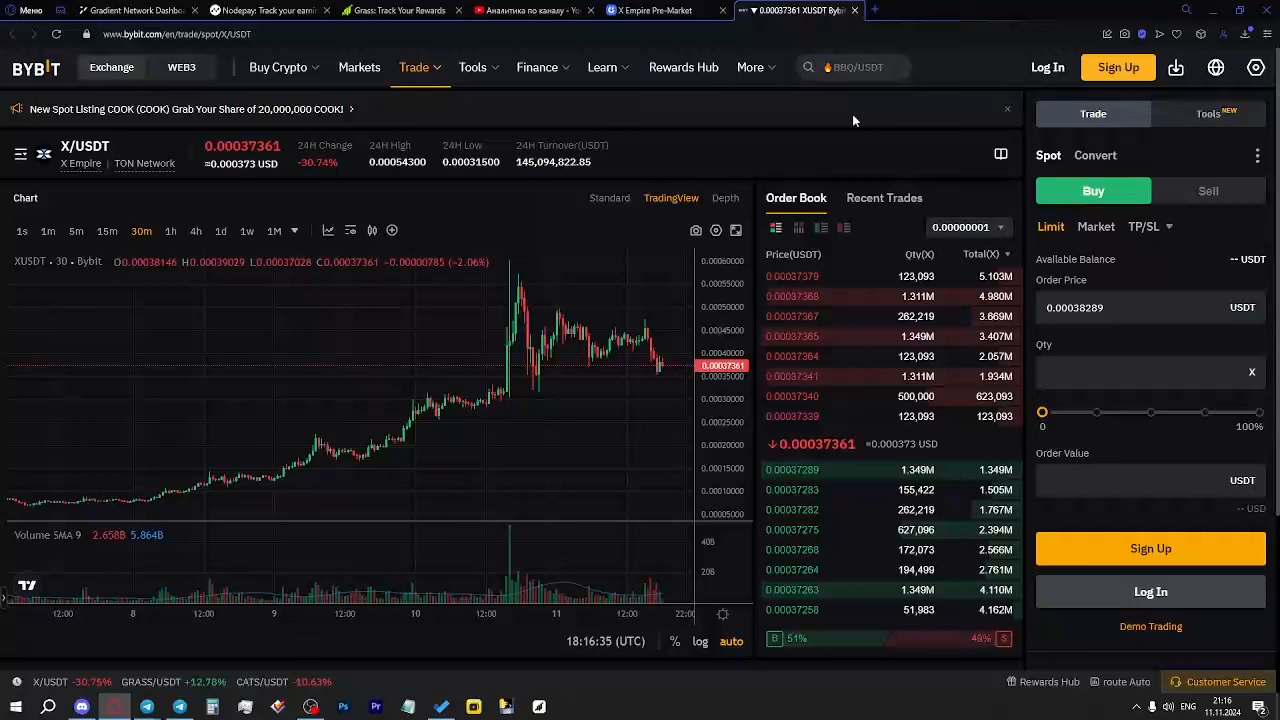 Меню
Gradient Network Dashboa
Nodepay: Track your earnin
Grass: Track Your Rewards
Аналитика по каналу - You
X Empire Pre-Market
▼ 0.00037361 XUSDT Bybi
www.bybit.com/en/trade/spot/X/USDT
BYBIT
Exchange
WEB3
Buy Crypto
Markets
Trade
Tools
Finance
Learn
Rewards Hub
More
BBQ/USDT
Log In
Sign Up
New Spot Listing COOK (COOK) Grab Your Share of 20,000,000 COOK! >
X/USDT
X Empire TON Network
0.00037361
≈0.000373 USD
24H Change
-30.74%
24H High
0.00054300
24H Low
0.00031500
24H Turnover(USDT)
145,094,822.85
Chart
Standard TradingView Depth
1s 1m 5m 15m 30m 1h 4h 1d 1w 1M
XUSDT · 30 · Bybit O0.00038146 H0.00039029 L0.00037028 C0.00037361 -0.00000785 (-2.06%)
0.00060000
0.00055000
0.00050000
0.00045000
0.00040000
0.00037361
0.00035000
0.00030000
0.00025000
0.00020000
0.00015000
0.00010000
0.00005000
Volume SMA 9 2.658B 5.864B
40B
20B
12:00 8 12:00 9 12:00 10 12:00 11 12:00 22:00
18:16:35 (UTC) % log auto
Order Book Recent Trades
0.00000001
Price(USDT) Qty(X) Total(X)
0.00037379 123,093 5.103M
0.00037368 1.311M 4.980M
0.00037367 262,219 3.669M
0.00037365 1.349M 3.407M
0.00037364 123,093 2.057M
0.00037341 1.311M 1.934M
0.00037340 500,000 623,093
0.00037339 123,093 123,093
↓0.00037361 ≈0.000373 USD
0.00037289 1.349M 1.349M
0.00037283 155,422 1.505M
0.00037282 262,219 1.767M
0.00037275 627,096 2.394M
0.00037268 172,073 2.566M
0.00037264 194,499 2.761M
0.00037263 1.349M 4.110M
0.00037258 51,983 4.162M
B 51% 49% S
Trade Tools NEW
Spot Convert
Buy Sell
Limit Market TP/SL
Available Balance -- USDT
Order Price
0.00038289 USDT
Qty
X
0 100%
Order Value
USDT
-- USD
Sign Up
Log In
Demo Trading
X/USDT -30.75% GRASS/USDT +12.78% CATS/USDT -10.63%
Rewards Hub route Auto Customer Service
Ps
Pr
ENG
21:16
11.11.2024
2